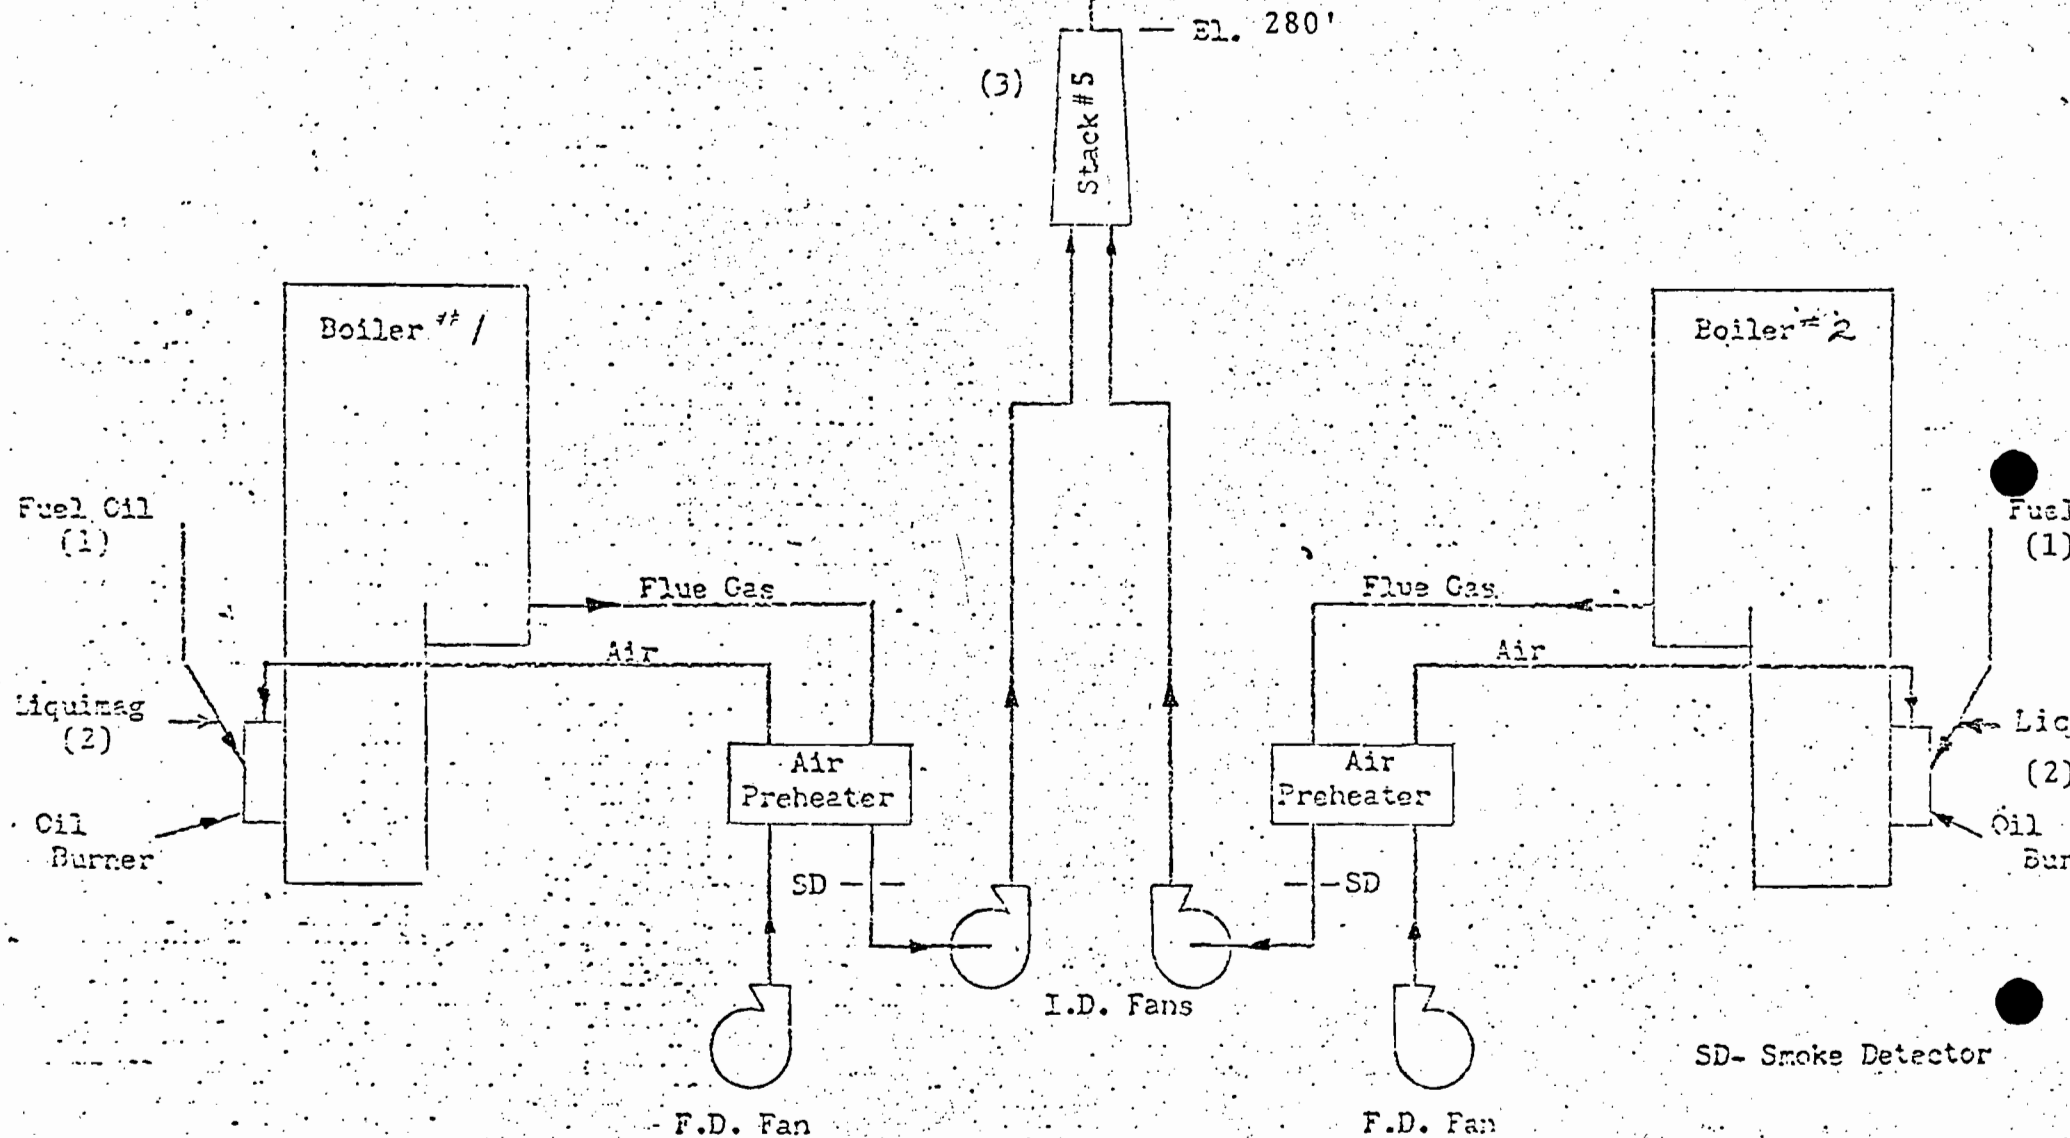 El. 280'
(3)
Stack #5
Boiler #1
Boiler #2
Fuel Oil
(1)
Fuel
(1)
Flue Gas
Flue Gas
Air
Air
Liquimag
(2)
Liq
(2)
Air
Preheater
Air
Preheater
Oil
Burner
Oil
Bur
SD
SD
I.D. Fans
SD- Smoke Detector
F.D. Fan
F.D. Fan